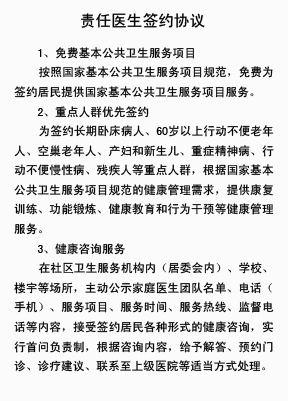 责任医生签约协议
1、免费基本公共卫生服务项目
按照国家基本公共卫生服务项目规范，免费为
签约居民提供国家基本公共卫生服务项目服务。
2、重点人群优先签约
为签约长期卧床病人、60岁以上行动不便老年
人、空巢老年人、产妇和新生儿、重症精神病、行
动不便慢性病、残疾人等重点人群，根据国家基本
公共卫生服务项目规范的健康管理需求，提供康复
训练、功能锻炼、健康教育和行为干预等健康管理
服务。
3、健康咨询服务
在社区卫生服务机构内（居委会内）、学校、
楼宇等场所，主动公示家庭医生团队名单、电话（
手机）、服务项目、服务时间、服务热线、监督电
话等内容，接受签约居民各种形式的健康咨询，实
行首问负责制，根据咨询内容，给予解答、预约门
诊、诊疗建议、联系至上级医院等适当方式处理。